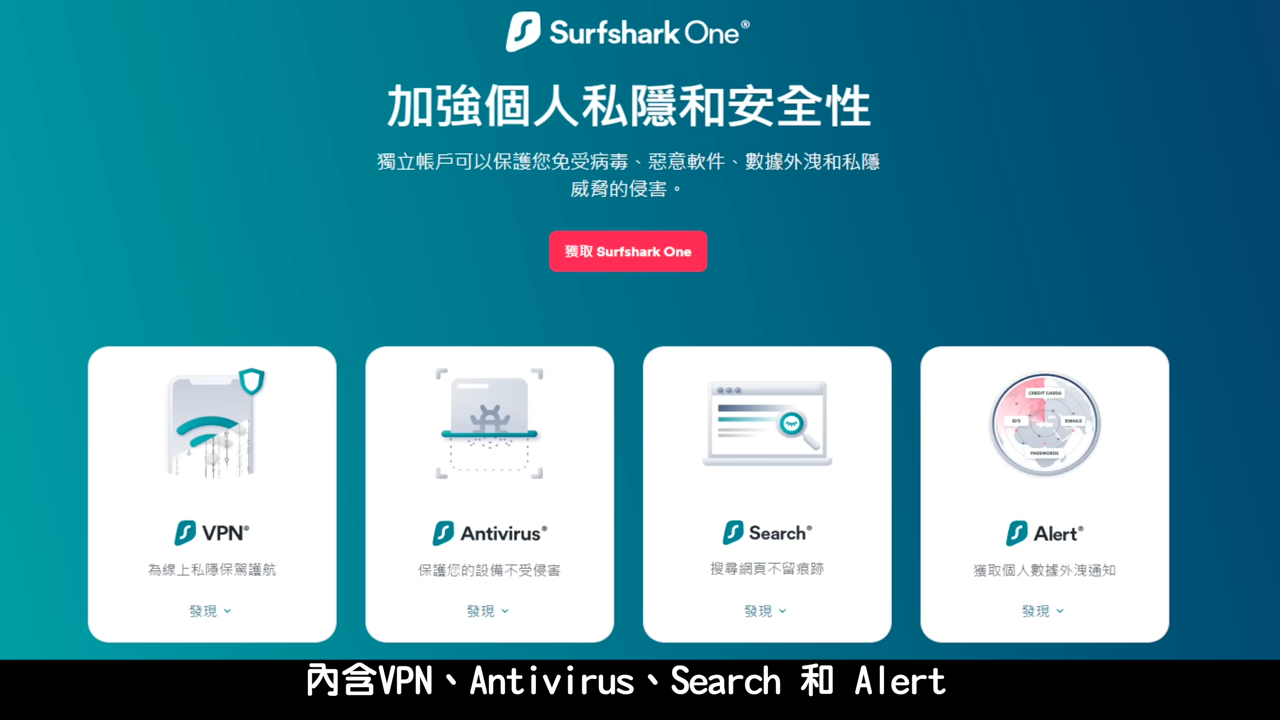 Surfshark One®
加強個人私隱和安全性
獨立帳戶可以保護您免受病毒、惡意軟件、數據外洩和私隱
威脅的侵害。
獲取 Surfshark One
CREDIT CARDS
ID'S
EMAILS
PASSWORDS
VPN®
Antivirus®
Search®
Alert®
為線上私隱保駕護航
保護您的設備不受侵害
搜尋網頁不留痕跡
獲取個人數據外洩通知
發現
發現
發現
發現
內含VPN、Antivirus、Search 和 Alert